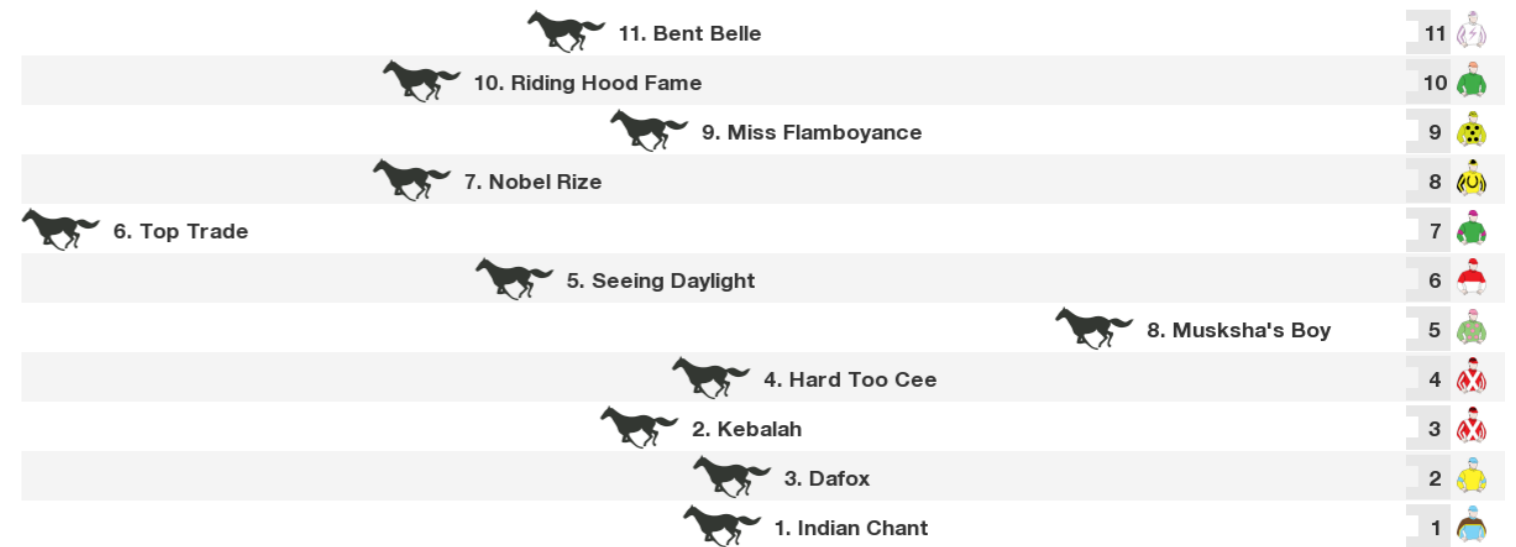 11. Bent Belle 11
10. Riding Hood Fame 10
9. Miss Flamboyance 9
7. Nobel Rize 8
6. Top Trade 7
5. Seeing Daylight 6
8. Musksha's Boy 5
4. Hard Too Cee 4
2. Kebalah 3
3. Dafox 2
1. Indian Chant 1